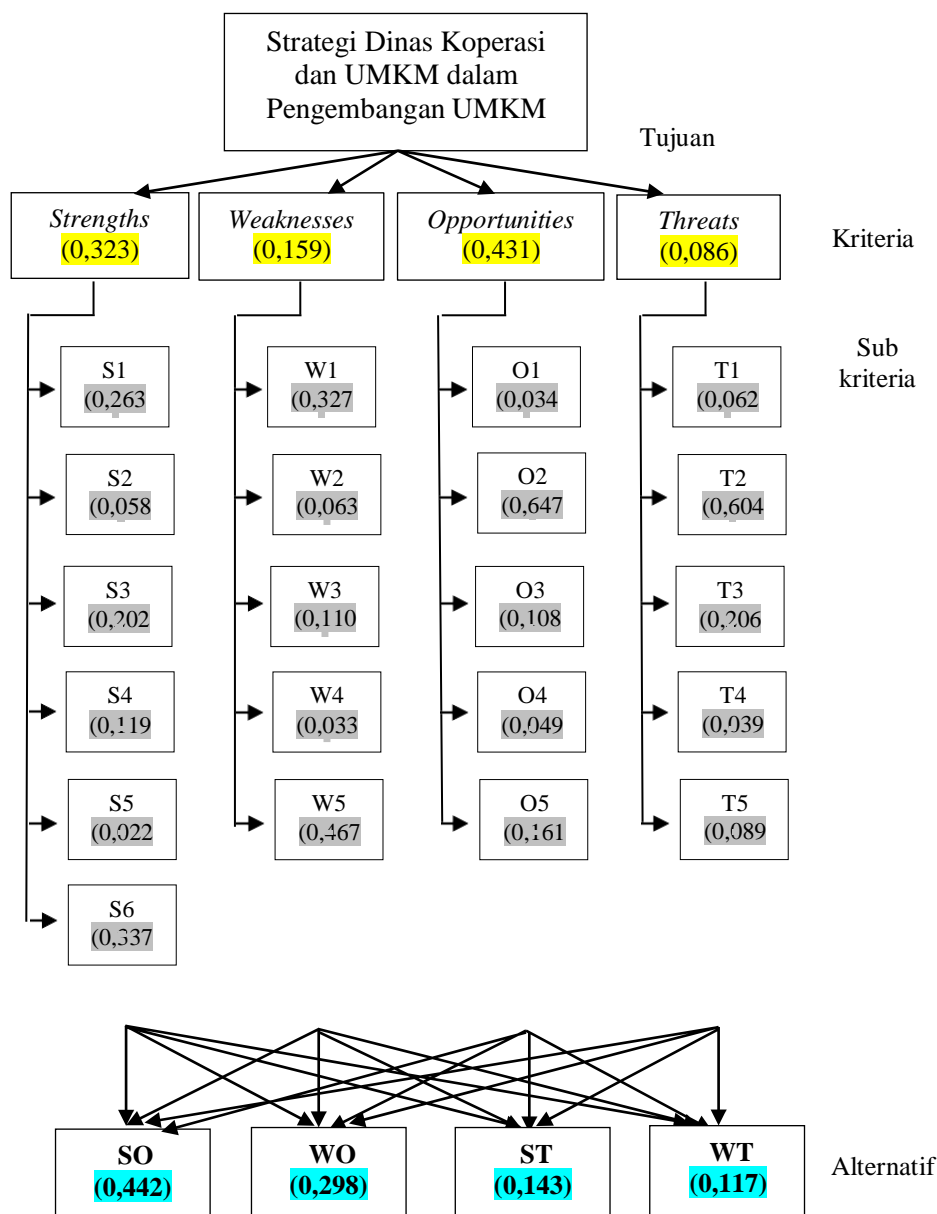 Strategi Dinas Koperasi
dan UMKM dalam
Pengembangan UMKM
Tujuan
Strengths
(0,323)
Weaknesses
(0,159)
Opportunities
(0,431)
Threats
(0,086)
Kriteria
Sub
kriteria
S1
(0,263
W1
(0,327
O1
(0,034
T1
(0,062
S2
(0,058
W2
(0,063
O2
(0,647
T2
(0,604
S3
(0,202
W3
(0,110
O3
(0,108
T3
(0,206
S4
(0,119
W4
(0,033
O4
(0,049
T4
(0,039
S5
(0,022
W5
(0,467
O5
(0,161
T5
(0,089
S6
(0,337
SO
(0,442)
WO
(0,298)
ST
(0,143)
WT
(0,117)
Alternatif